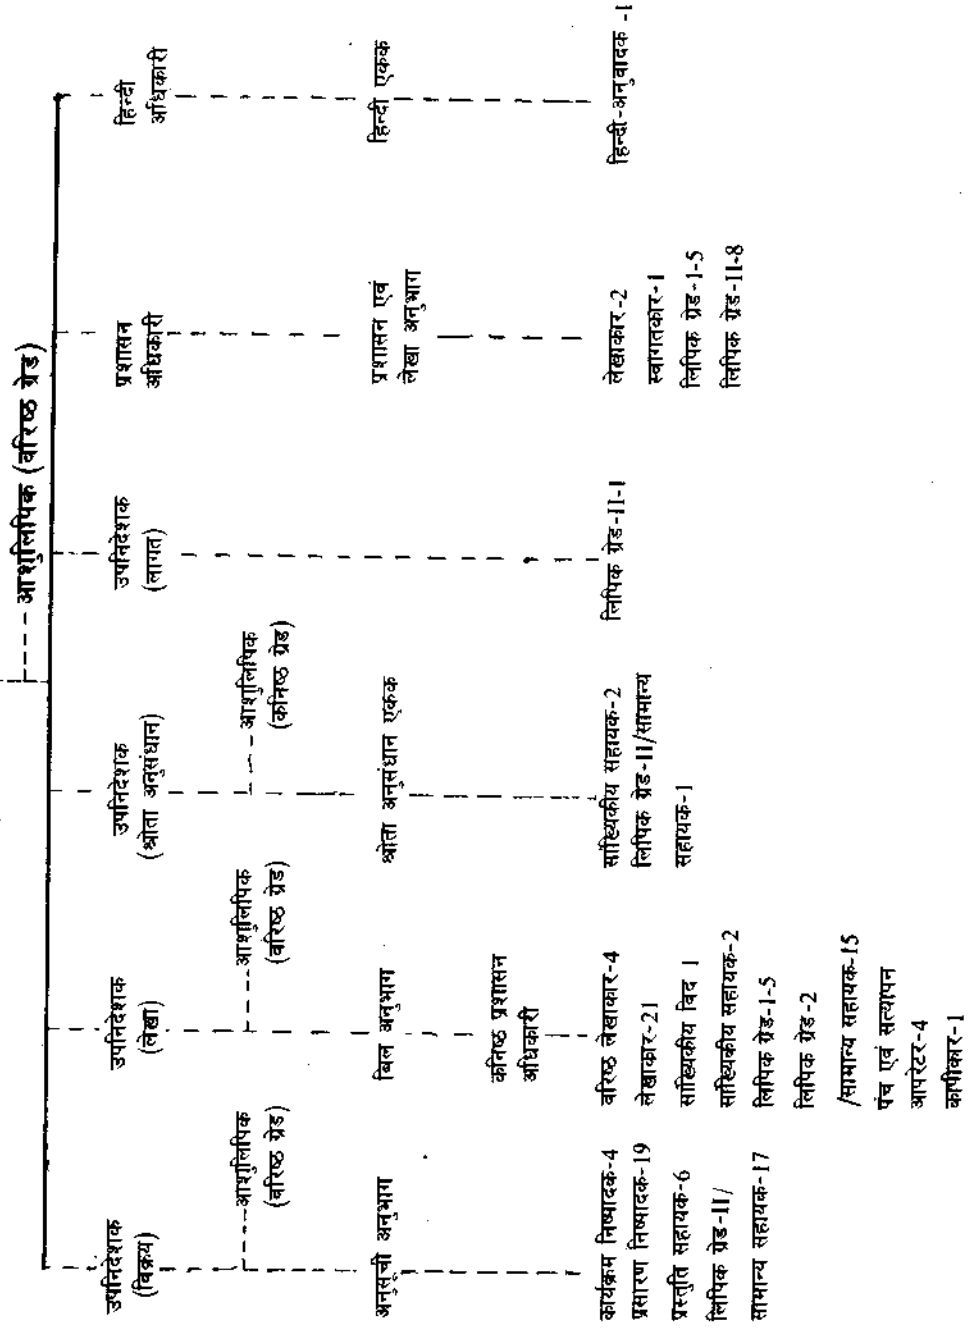 आशुलिपिक (वरिष्ठ ग्रेड)
उपनिदेशक
(विक्रय)
आशुलिपिक
(वरिष्ठ ग्रेड)
अनुसूची अनुभाग
कार्यक्रम निष्पादक-4
प्रसारण निष्पादक-19
प्रस्तुति सहायक-6
लिपिक ग्रेड-II/
सामान्य सहायक-17
उपनिदेशक
(लेखा)
आशुलिपिक
(वरिष्ठ ग्रेड)
बिल अनुभाग
कनिष्ठ प्रशासन
अधिकारी
वरिष्ठ लेखाकार-4
लेखाकार-21
सांख्यिकीय विद 1
सांख्यिकीय सहायक-2
लिपिक ग्रेड-1-5
लिपिक ग्रेड-2
/सामान्य सहायक-15
पंच एवं सत्यापन
आपरेटर-4
कापीकार-1
उपनिदेशक
(श्रोता अनुसंधान)
आशुलिपिक
(कनिष्ठ ग्रेड)
श्रोता अनुसंधान एकक
सांख्यिकीय सहायक-2
लिपिक ग्रेड-II/सामान्य
सहायक-1
उपनिदेशक
(लागत)
लिपिक ग्रेड-II-1
प्रशासन
अधिकारी
प्रशासन एवं
लेखा अनुभाग
लेखाकार-2
स्वागतकार-1
लिपिक ग्रेड-1-5
लिपिक ग्रेड-II-8
हिन्दी
अधिकारी
हिन्दी एकक
हिन्दी-अनुवादक -1